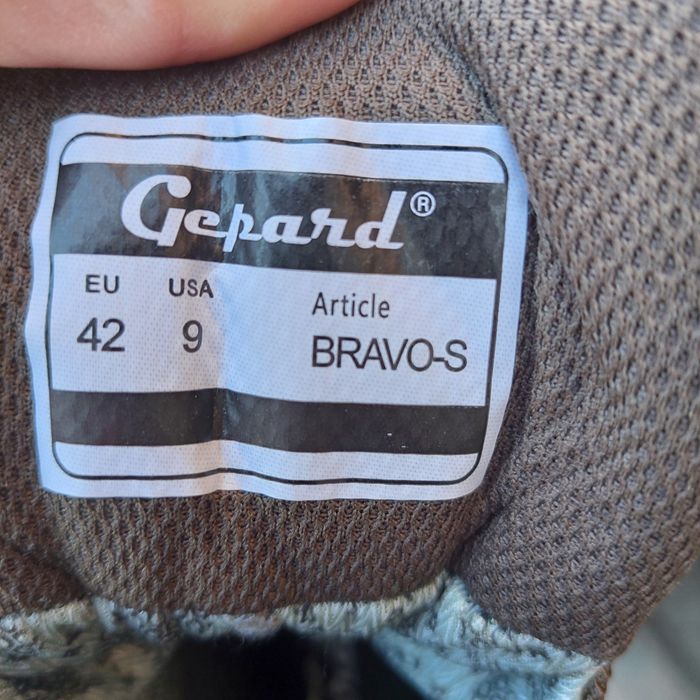 Gepard®
EU USA Article
42 9 BRAVO-S